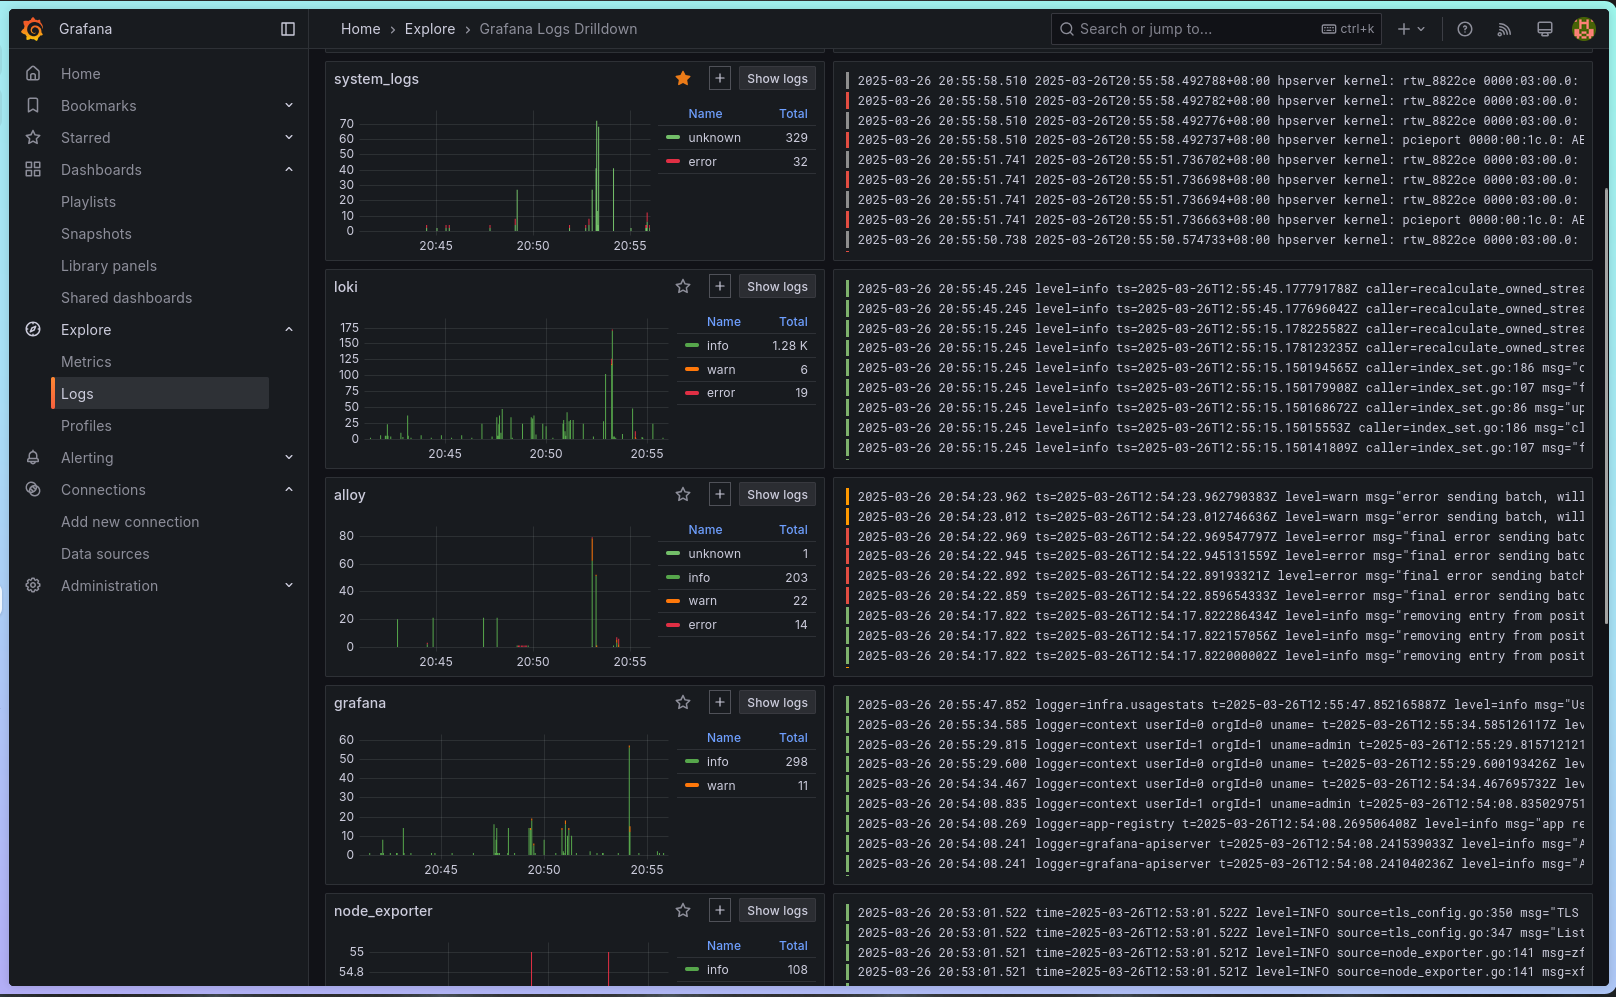 Grafana
Home › Explore › Grafana Logs Drilldown
Search or jump to...
ctrl+k
Home
Bookmarks
Starred
Dashboards
Playlists
Snapshots
Library panels
Shared dashboards
Explore
Metrics
Logs
Profiles
Alerting
Connections
Add new connection
Data sources
Administration
system_logs
Show logs
Name Total
unknown 329
error 32
70
60
50
40
30
20
10
0
20:45 20:50 20:55
2025-03-26 20:55:58.510 2025-03-26T20:55:58.492788+08:00 hpserver kernel: rtw_8822ce 0000:03:00.0:
2025-03-26 20:55:58.510 2025-03-26T20:55:58.492782+08:00 hpserver kernel: rtw_8822ce 0000:03:00.0:
2025-03-26 20:55:58.510 2025-03-26T20:55:58.492776+08:00 hpserver kernel: rtw_8822ce 0000:03:00.0:
2025-03-26 20:55:58.510 2025-03-26T20:55:58.492737+08:00 hpserver kernel: pcieport 0000:00:1c.0: AE
2025-03-26 20:55:51.741 2025-03-26T20:55:51.736702+08:00 hpserver kernel: rtw_8822ce 0000:03:00.0:
2025-03-26 20:55:51.741 2025-03-26T20:55:51.736698+08:00 hpserver kernel: rtw_8822ce 0000:03:00.0:
2025-03-26 20:55:51.741 2025-03-26T20:55:51.736694+08:00 hpserver kernel: rtw_8822ce 0000:03:00.0:
2025-03-26 20:55:51.741 2025-03-26T20:55:51.736663+08:00 hpserver kernel: pcieport 0000:00:1c.0: AE
2025-03-26 20:55:50.738 2025-03-26T20:55:50.574733+08:00 hpserver kernel: rtw_8822ce 0000:03:00.0:
loki
Show logs
Name Total
info 1.28 K
warn 6
error 19
175
150
125
100
75
50
25
0
20:45 20:50 20:55
2025-03-26 20:55:45.245 level=info ts=2025-03-26T12:55:45.177791788Z caller=recalculate_owned_strea
2025-03-26 20:55:45.245 level=info ts=2025-03-26T12:55:45.177696042Z caller=recalculate_owned_strea
2025-03-26 20:55:15.245 level=info ts=2025-03-26T12:55:15.178225582Z caller=recalculate_owned_strea
2025-03-26 20:55:15.245 level=info ts=2025-03-26T12:55:15.178123235Z caller=recalculate_owned_strea
2025-03-26 20:55:15.245 level=info ts=2025-03-26T12:55:15.150194565Z caller=index_set.go:186 msg="c
2025-03-26 20:55:15.245 level=info ts=2025-03-26T12:55:15.150179908Z caller=index_set.go:107 msg="f
2025-03-26 20:55:15.245 level=info ts=2025-03-26T12:55:15.150168672Z caller=index_set.go:86 msg="up
2025-03-26 20:55:15.245 level=info ts=2025-03-26T12:55:15.15015553Z caller=index_set.go:186 msg="cl
2025-03-26 20:55:15.245 level=info ts=2025-03-26T12:55:15.150141809Z caller=index_set.go:107 msg="f
alloy
Show logs
Name Total
unknown 1
info 203
warn 22
error 14
80
60
40
20
0
20:45 20:50 20:55
2025-03-26 20:54:23.962 ts=2025-03-26T12:54:23.962790383Z level=warn msg="error sending batch, will
2025-03-26 20:54:23.012 ts=2025-03-26T12:54:23.012746636Z level=warn msg="error sending batch, will
2025-03-26 20:54:22.969 ts=2025-03-26T12:54:22.969547797Z level=error msg="final error sending batc
2025-03-26 20:54:22.945 ts=2025-03-26T12:54:22.945131559Z level=error msg="final error sending batc
2025-03-26 20:54:22.892 ts=2025-03-26T12:54:22.89193321Z level=error msg="final error sending batch
2025-03-26 20:54:22.859 ts=2025-03-26T12:54:22.859654333Z level=error msg="final error sending batc
2025-03-26 20:54:17.822 ts=2025-03-26T12:54:17.822286434Z level=info msg="removing entry from posit
2025-03-26 20:54:17.822 ts=2025-03-26T12:54:17.822157056Z level=info msg="removing entry from posit
2025-03-26 20:54:17.822 ts=2025-03-26T12:54:17.822000002Z level=info msg="removing entry from posit
grafana
Show logs
Name Total
info 298
warn 11
60
50
40
30
20
10
0
20:45 20:50 20:55
2025-03-26 20:55:47.852 logger=infra.usagestats t=2025-03-26T12:55:47.852165887Z level=info msg="Us
2025-03-26 20:55:34.585 logger=context userId=0 orgId=0 uname= t=2025-03-26T12:55:34.585126117Z lev
2025-03-26 20:55:29.815 logger=context userId=1 orgId=1 uname=admin t=2025-03-26T12:55:29.815712121
2025-03-26 20:55:29.600 logger=context userId=0 orgId=0 uname= t=2025-03-26T12:55:29.600193426Z lev
2025-03-26 20:54:34.467 logger=context userId=0 orgId=0 uname= t=2025-03-26T12:54:34.467695732Z lev
2025-03-26 20:54:08.835 logger=context userId=1 orgId=1 uname=admin t=2025-03-26T12:54:08.835029751
2025-03-26 20:54:08.269 logger=app-registry t=2025-03-26T12:54:08.269506408Z level=info msg="app re
2025-03-26 20:54:08.241 logger=grafana-apiserver t=2025-03-26T12:54:08.241539033Z level=info msg="A
2025-03-26 20:54:08.241 logger=grafana-apiserver t=2025-03-26T12:54:08.241040236Z level=info msg="A
node_exporter
Show logs
Name Total
info 108
55
54.8
2025-03-26 20:53:01.522 time=2025-03-26T12:53:01.522Z level=INFO source=tls_config.go:350 msg="TLS
2025-03-26 20:53:01.522 time=2025-03-26T12:53:01.522Z level=INFO source=tls_config.go:347 msg="List
2025-03-26 20:53:01.521 time=2025-03-26T12:53:01.521Z level=INFO source=node_exporter.go:141 msg=zf
2025-03-26 20:53:01.521 time=2025-03-26T12:53:01.521Z level=INFO source=node_exporter.go:141 msg=xf